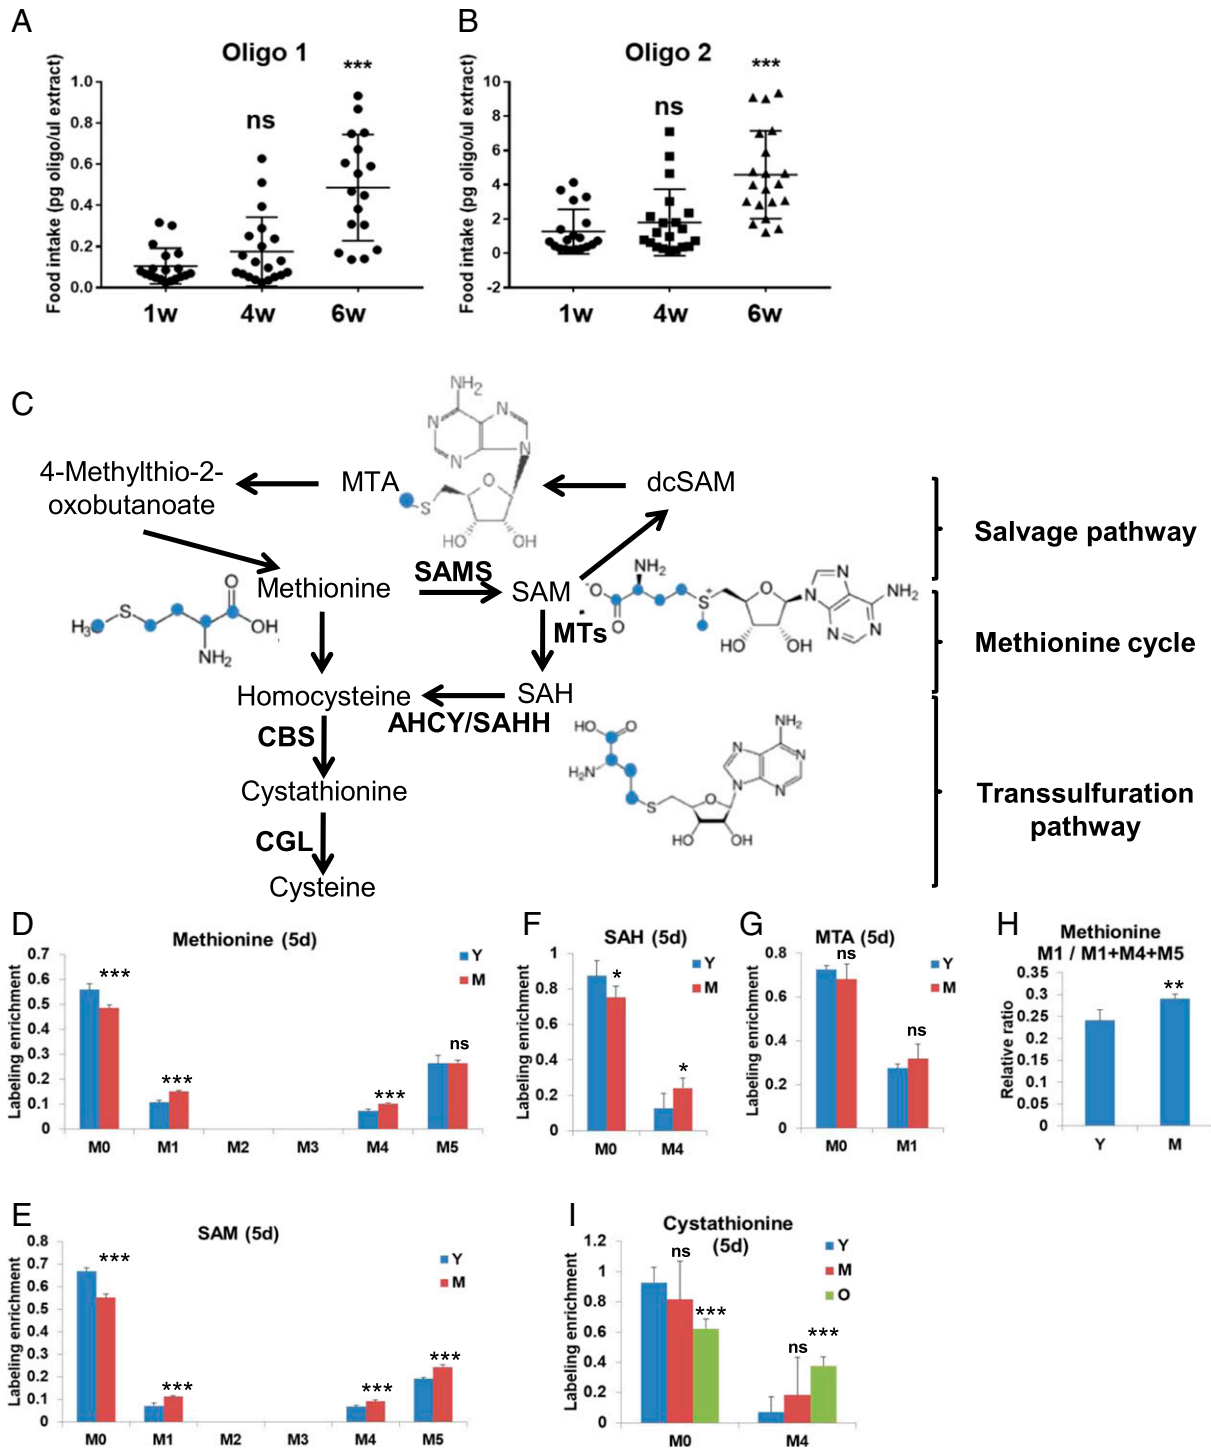 A
B
Oligo 1
Oligo 2
Food intake (pg oligo/ul extract)
1.0
0.8
0.6
0.4
0.2
0.0
ns
***
1w
4w
6w
Food intake (pg oligo/ul extract)
10
8
6
4
2
0
-2
ns
***
1w
4w
6w
C
NH2
N
N
N
N
O
S
HO
OH
4-Methylthio-2-
oxobutanoate
MTA
dcSAM
Salvage pathway
Methionine
SAMS
SAM
MTs
O
S
H3C
OH
NH2
-O
NH2
O
S+
O
N
N
N
N
NH2
HO
OH
Methionine cycle
Homocysteine
SAH
AHCY/SAHH
CBS
Cystathionine
CGL
Cysteine
HO
O
H2N
S
O
N
N
N
N
NH2
HO
OH
Transsulfuration
pathway
D
Methionine (5d)
Labeling enrichment
0.7
0.6
0.5
0.4
0.3
0.2
0.1
0
***
***
***
ns
Y
M
M0
M1
M2
M3
M4
M5
F
SAH (5d)
Labeling enrichment
1
0.8
0.6
0.4
0.2
0
*
*
Y
M
M0
M4
G
MTA (5d)
Labeling enrichment
0.8
0.6
0.4
0.2
0
ns
ns
Y
M
M0
M1
H
Methionine
M1 / M1+M4+M5
Relative ratio
0.35
0.3
0.25
0.2
0.15
0.1
0.05
0
**
Y
M
E
SAM (5d)
Labeling enrichment
0.8
0.7
0.6
0.5
0.4
0.3
0.2
0.1
0
***
***
***
***
Y
M
M0
M1
M2
M3
M4
M5
I
Cystathionine
(5d)
Labeling enrichment
1.2
1
0.8
0.6
0.4
0.2
0
ns
***
ns
***
Y
M
O
M0
M4